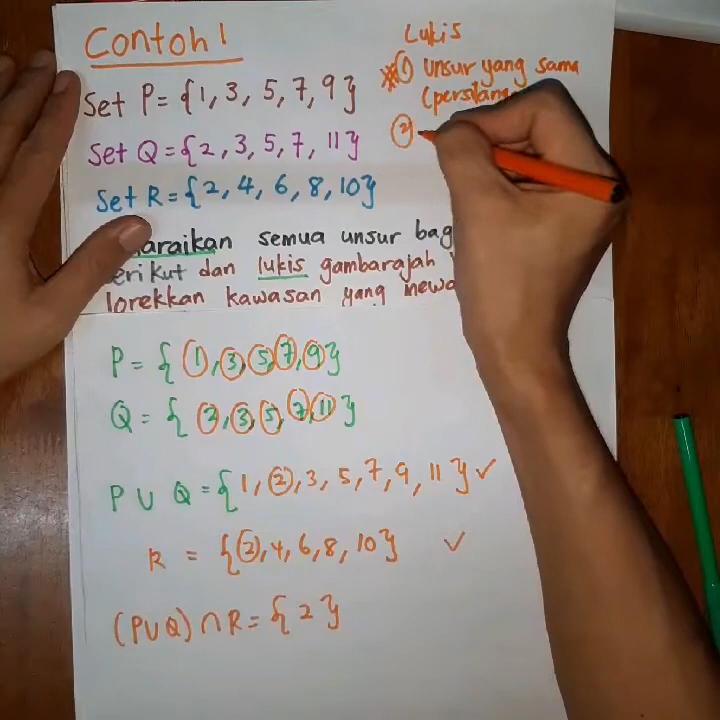 Contoh 1
Set P = {1, 3, 5, 7, 9}
Set Q = {2, 3, 5, 7, 11}
Set R = {2, 4, 6, 8, 10}
semua unsur
dan lukis gambarajah
lorekkan kawasan yang
Lukis
① Unsur yang sama
②
P = {1, 3, 5, 7, 9}
Q = {2, 3, 5, 7, 11}
P ∪ Q = {1, 2, 3, 5, 7, 9, 11} ✓
R = {2, 4, 6, 8, 10} ✓
(P∪Q) ∩ R = {2}